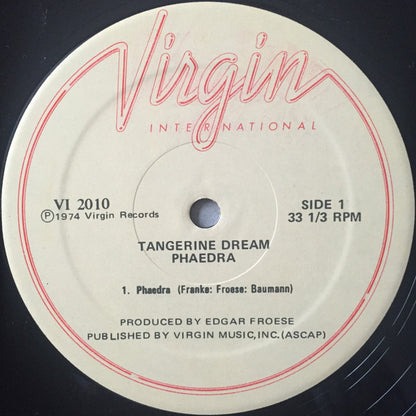 Virgin
INTERNATIONAL
VI 2010
Ⓟ1974 Virgin Records
SIDE 1
33 1/3 RPM
TANGERINE DREAM
PHAEDRA
1. Phaedra (Franke: Froese: Baumann)
PRODUCED BY EDGAR FROESE
PUBLISHED BY VIRGIN MUSIC, INC. (ASCAP)